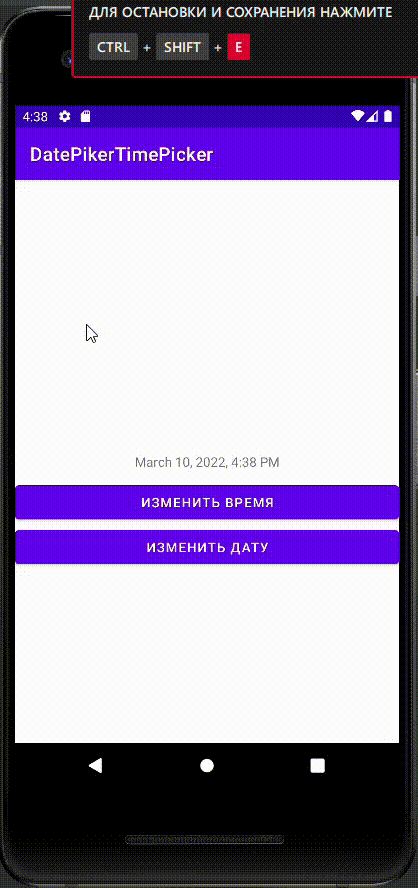 ДЛЯ ОСТАНОВКИ И СОХРАНЕНИЯ НАЖМИТЕ
CTRL + SHIFT + E
4:38
DatePikerTimePicker
March 10, 2022, 4:38 PM
ИЗМЕНИТЬ ВРЕМЯ
ИЗМЕНИТЬ ДАТУ